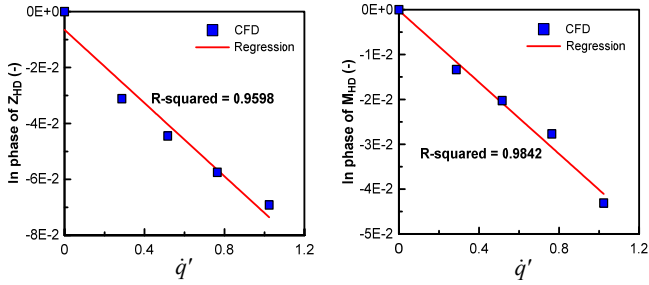 0E+0
-2E-2
-4E-2
-6E-2
-8E-2
In phase of Z_HD (-)
CFD
Regression
R-squared = 0.9598
0 0.4 0.8 1.2
q̇′
0E+0
-1E-2
-2E-2
-3E-2
-4E-2
-5E-2
In phase of M_HD (-)
CFD
Regression
R-squared = 0.9842
0 0.4 0.8 1.2
q̇′